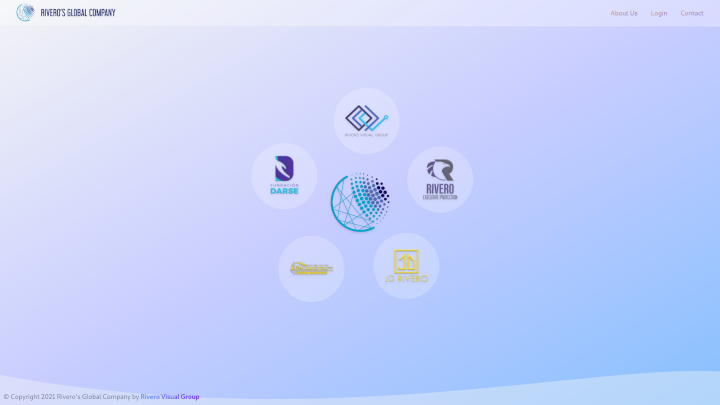 RIVERO'S GLOBAL COMPANY
About Us
Login
Contact
RIVERO VISUAL GROUP
FUNDACIÓN
DARSE
RIVERO
EXECUTIVE PROTECTION
JD RIVERO
© Copyright 2021 Rivero's Global Company by Rivero Visual Group